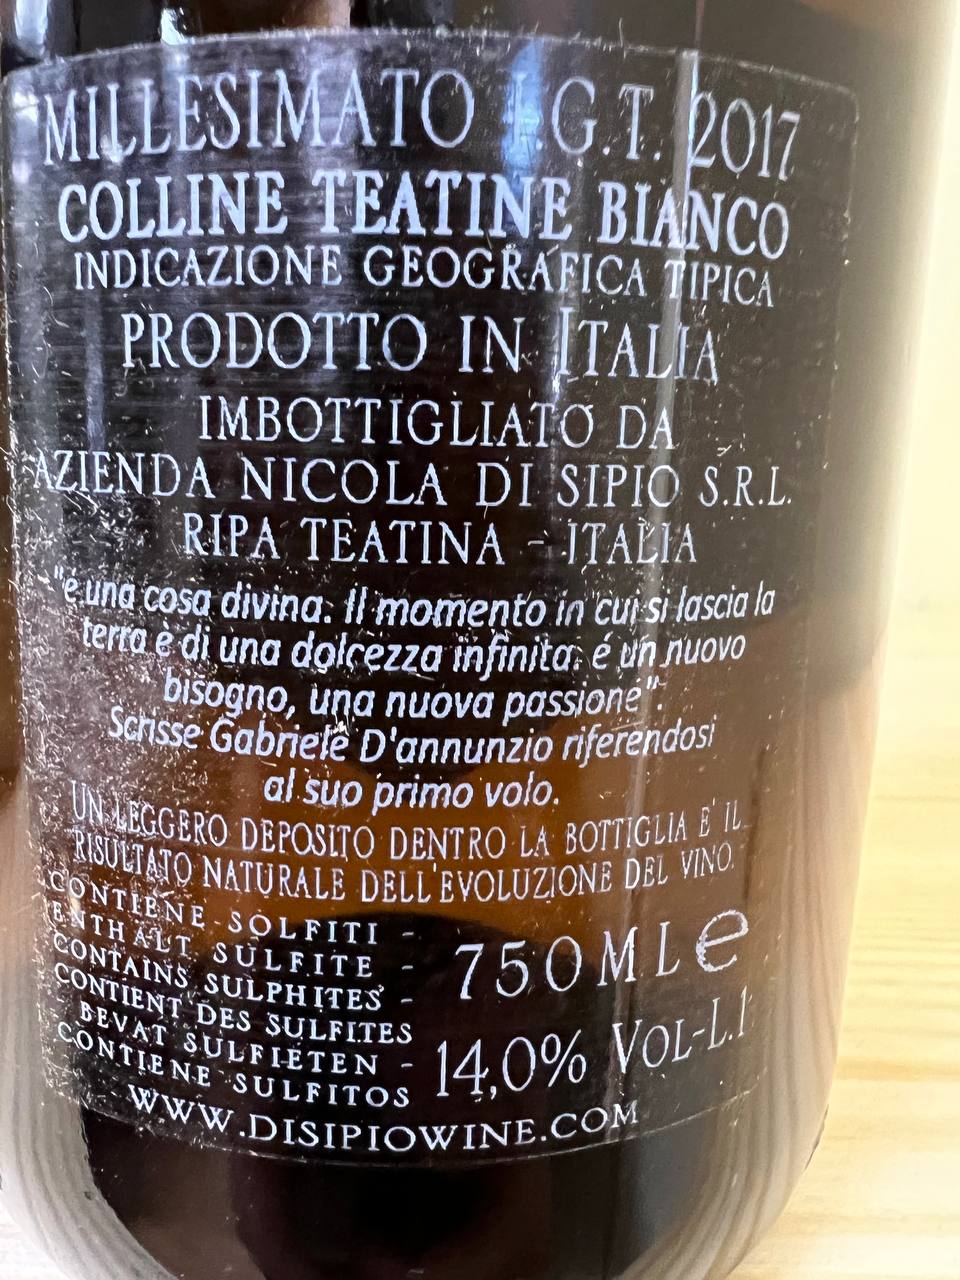 MILLESIMATO I.G.T. 2017
COLLINE TEATINE BIANCO
INDICAZIONE GEOGRAFICA TIPICA
PRODOTTO IN ITALIA
IMBOTTIGLIATO DA
AZIENDA NICOLA DI SIPIO S.R.L.
RIPA TEATINA - ITALIA
"é una cosa divina. Il momento in cui si lascia la
terra è di una dolcezza infinita. é un nuovo
bisogno, una nuova passione".
Scrisse Gabriele D'annunzio riferendosi
al suo primo volo.
UN LEGGERO DEPOSITO DENTRO LA BOTTIGLIA E' IL
RISULTATO NATURALE DELL'EVOLUZIONE DEL VINO.
CONTIENE SOLFITI -
ENTHALT SULFITE -
CONTAINS SULPHITES -
CONTIENT DES SULFITES
BEVAT SULFIETEN -
CONTIENE SULFITOS
750ML e
14,0% VOL-L.1
WWW.DISIPIOWINE.COM